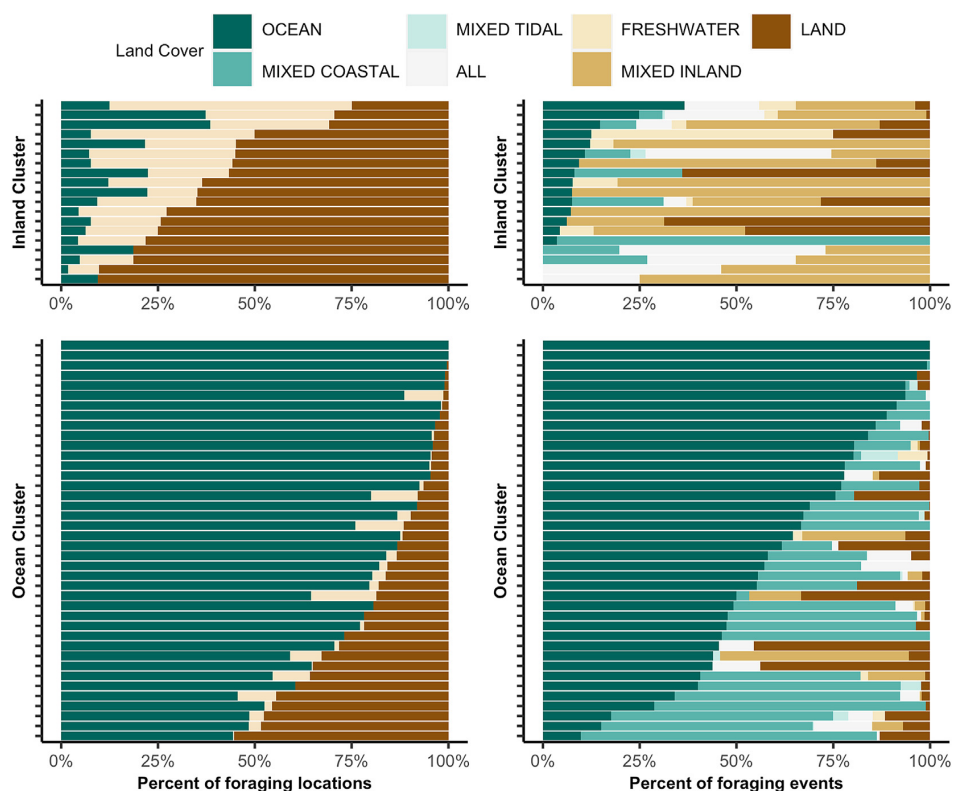 Land Cover
OCEAN
MIXED TIDAL
FRESHWATER
LAND
MIXED COASTAL
ALL
MIXED INLAND
Inland Cluster
0% 25% 50% 75% 100%
Inland Cluster
0% 25% 50% 75% 100%
Ocean Cluster
0% 25% 50% 75% 100%
Percent of foraging locations
Ocean Cluster
0% 25% 50% 75% 100%
Percent of foraging events